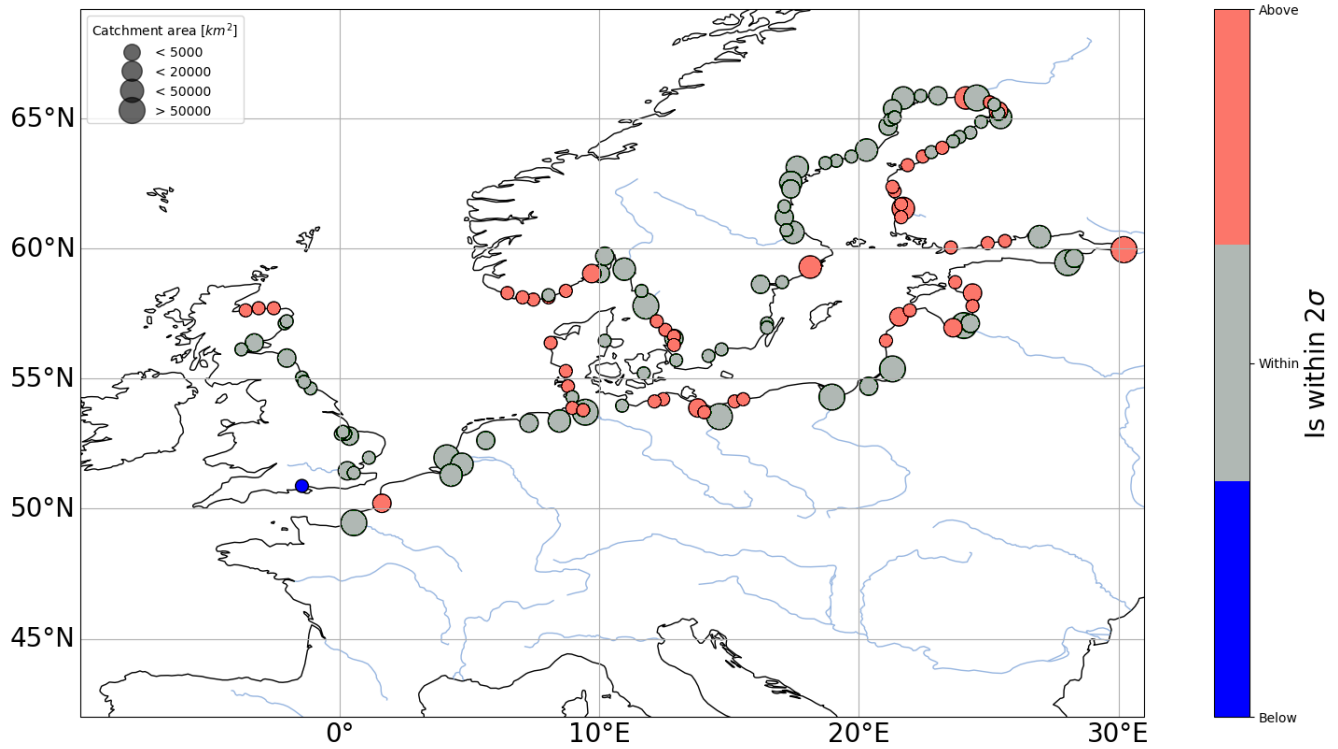 Catchment area [km²]
< 5000
< 20000
< 50000
> 50000
65°N
60°N
55°N
50°N
45°N
0°
10°E
20°E
30°E
Above
Within
Below
Is within 2σ